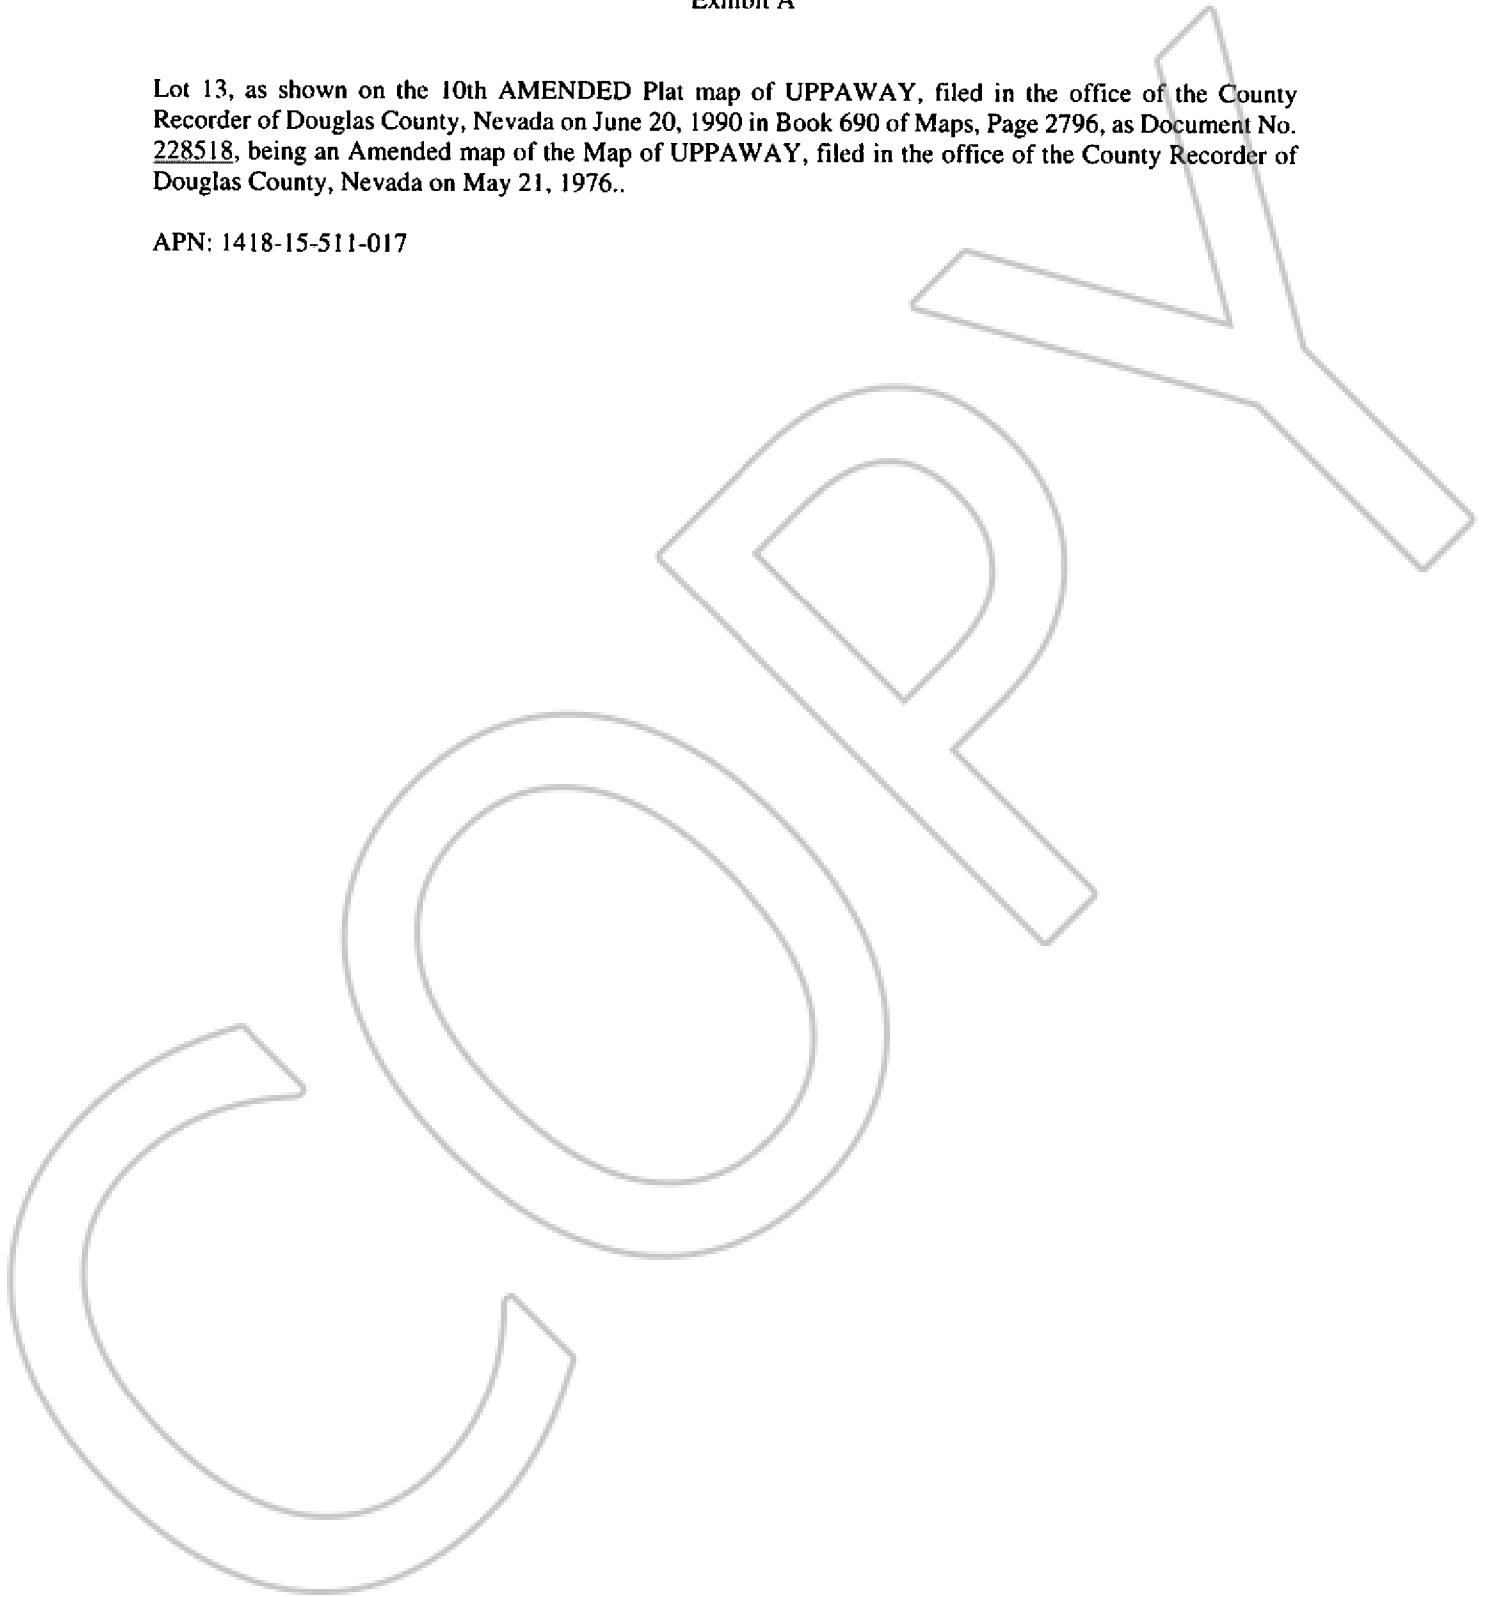 Exhibit A
Lot 13, as shown on the 10th AMENDED Plat map of UPPAWAY, filed in the office of the County
Recorder of Douglas County, Nevada on June 20, 1990 in Book 690 of Maps, Page 2796, as Document No.
228518, being an Amended map of the Map of UPPAWAY, filed in the office of the County Recorder of
Douglas County, Nevada on May 21, 1976..
APN: 1418-15-511-017
COPY